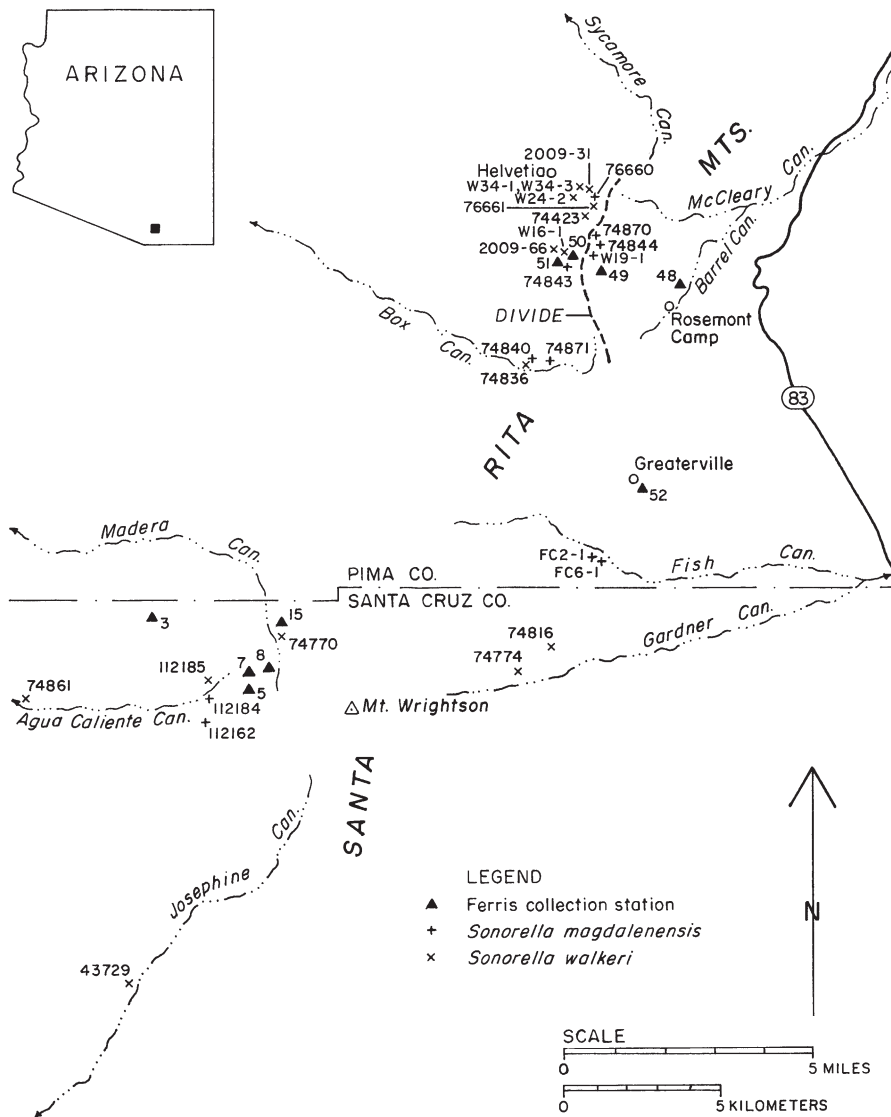 ARIZONA
Sycamore
Can.
MTS.
2009-31
Helvetia
76660
W34-1, W34-3
W24-2
McCleary
Can.
76661
74423
W16-1
50
74870
2009-66
74844
W19-1
51
49
48
Barrel Can.
74843
DIVIDE
Rosemont
Camp
Box
Can.
74840
74871
74836
83
RITA
Greaterville
52
Madera
Can.
FC2-1
FC6-1
Fish
Can.
PIMA CO.
SANTA CRUZ CO.
3
15
74770
74816
Gardner Can.
74774
7
8
112185
74861
5
112184
Agua Caliente Can.
112162
Mt. Wrightson
SANTA
Josephine
Can.
43729
LEGEND
Ferris collection station
Sonorella magdalenensis
Sonorella walkeri
N
SCALE
0 5 MILES
0 5 KILOMETERS